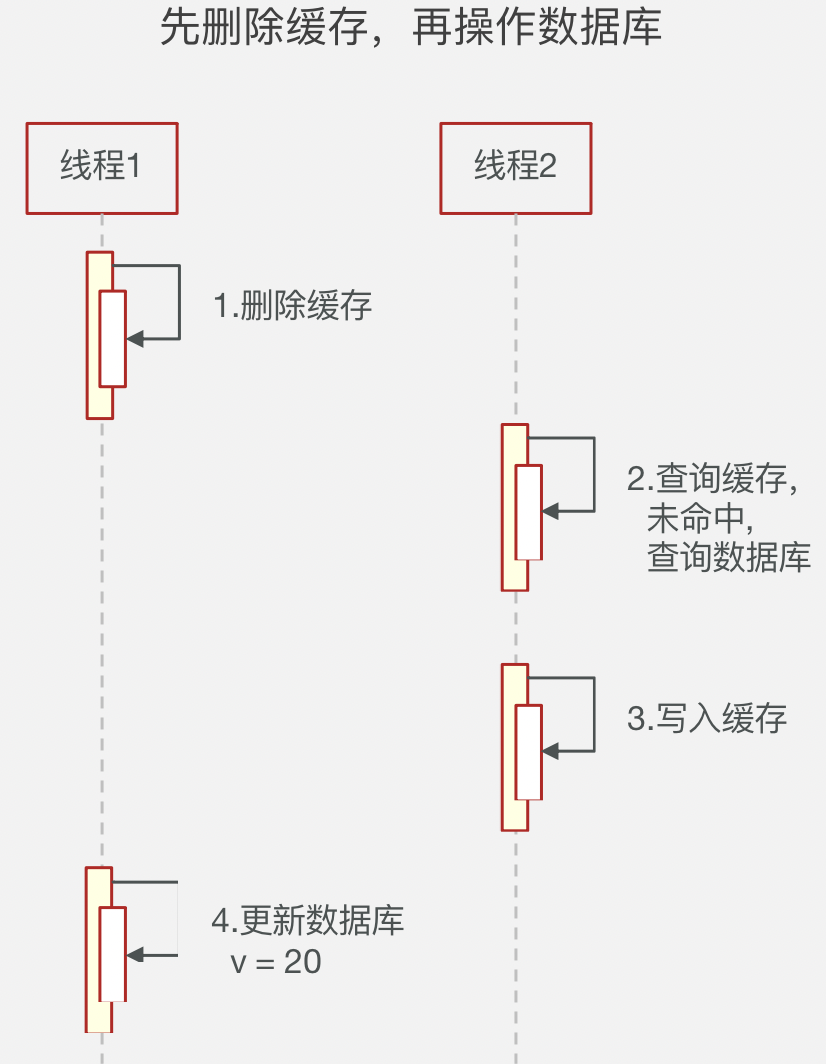 先删除缓存，再操作数据库
线程1
线程2
1.删除缓存
2.查询缓存，
未命中，
查询数据库
3.写入缓存
4.更新数据库
v = 20